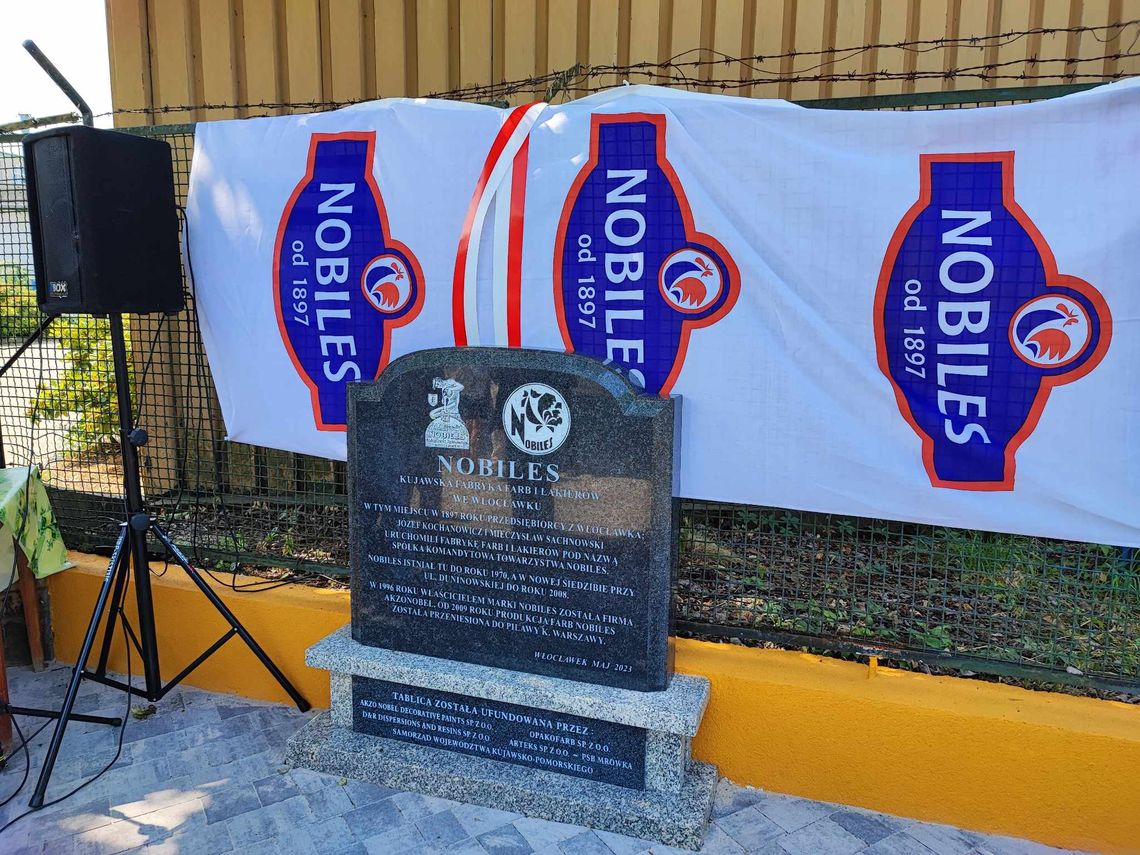 BOX
NOBILES
od 1897
NOBILES
od 1897
NOBILES
od 1897
NOBILES
NOBILES
NOBILES
KUJAWSKA FABRYKA FARB I LAKIERÓW
WE WŁOCŁAWKU
W TYM MIEJSCU W 1897 ROKU PRZEDSIĘBIORCY Z WŁOCŁAWKA:
JÓZEF KOCHANOWICZ I MIECZYSŁAW SACHNOWSKI
URUCHOMILI FABRYKĘ FARB I LAKIERÓW POD NAZWĄ
SPÓŁKA KOMANDYTOWA TOWARZYSTWA NOBILES.
NOBILES ISTNIAŁ TU DO ROKU 1970, A W NOWEJ SIEDZIBIE PRZY
UL. DUNINOWSKIEJ DO ROKU 2008.
W 1996 ROKU WŁAŚCICIELEM MARKI NOBILES ZOSTAŁA FIRMA
AKZONOBEL. OD 2009 ROKU PRODUKCJA FARB NOBILES
ZOSTAŁA PRZENIESIONA DO PILAWY K. WARSZAWY.
WŁOCŁAWEK MAJ 2023
TABLICA ZOSTAŁA UFUNDOWANA PRZEZ:
AKZO NOBEL DECORATIVE PAINTS SP. Z O.O. OPAKOFARB SP. Z O.O.
D&R DISPERSIONS AND RESINS SP. Z O.O. ARTEKS SP. Z O.O. – PSB MRÓWKA
SAMORZĄD WOJEWODZTWA KUJAWSKO-POMORSKIEGO